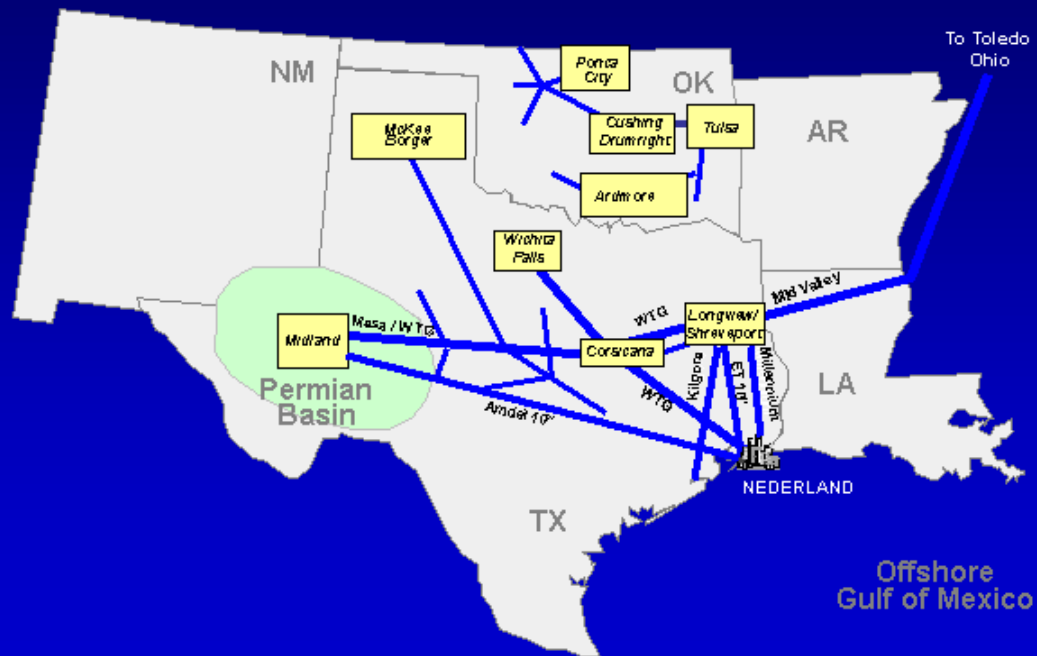 To Toledo
Ohio
NM
Ponca
City
OK
McKee
Borger
Cushing
Drumright
Tulsa
AR
Ardmore
Wichita
Falls
Mid Valley
WTG
Longview/
Shreveport
Mesa / WTG
Midland
Corsicana
Kilgore
ET 10"
Millennium
LA
Permian
Basin
WTG
Amdel 10"
NEDERLAND
TX
Offshore
Gulf of Mexico